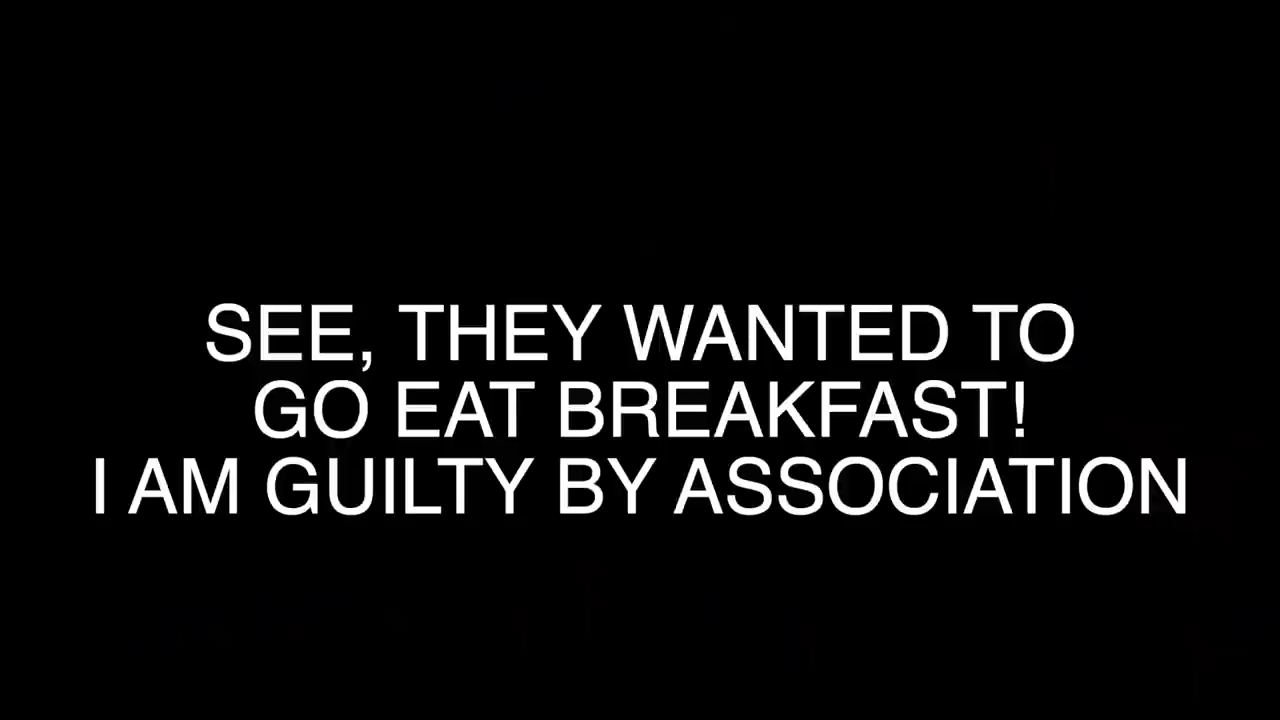 SEE, THEY WANTED TO
GO EAT BREAKFAST!
I AM GUILTY BY ASSOCIATION